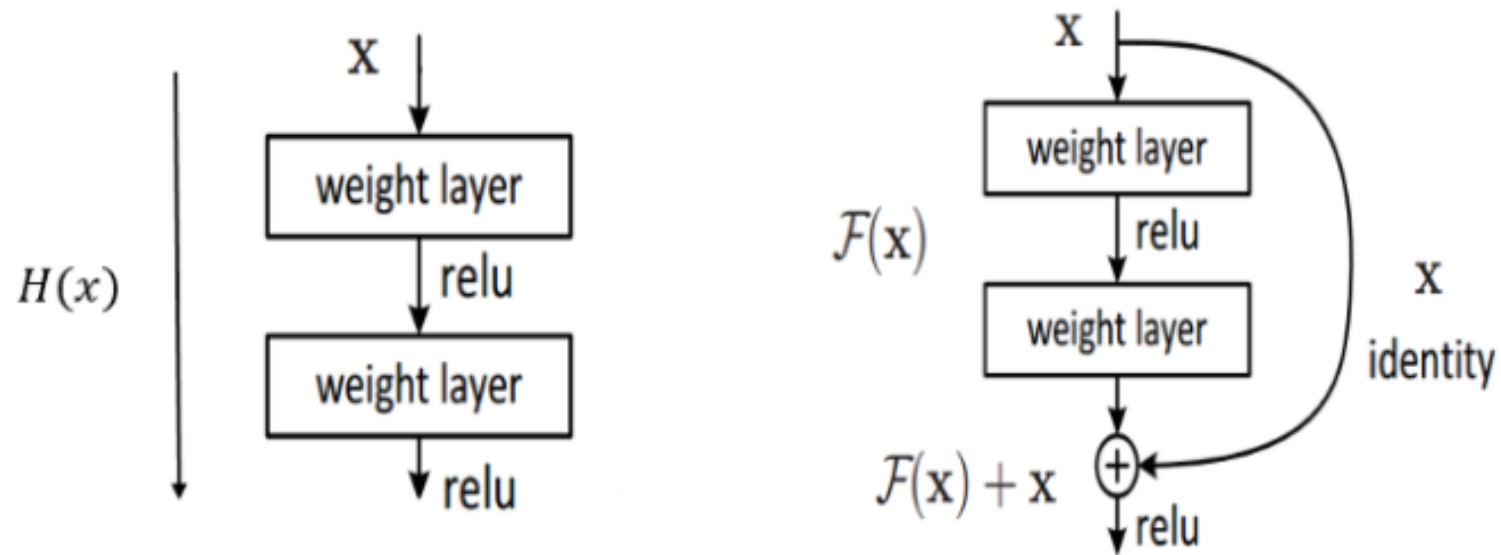 x
weight layer
relu
H(x)
weight layer
relu
x
weight layer
F(x)
relu
x
weight layer
identity
F(x) + x
+
relu